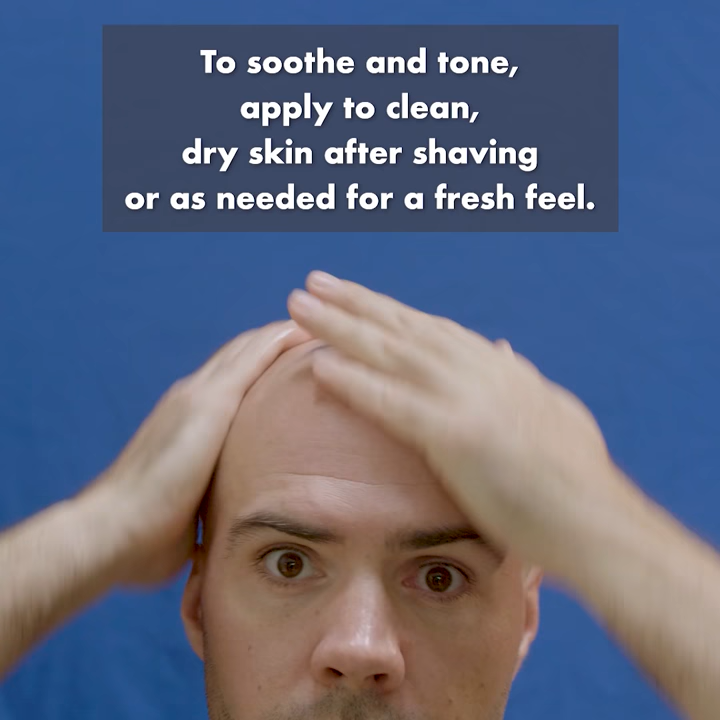 To soothe and tone,
apply to clean,
dry skin after shaving
or as needed for a fresh feel.